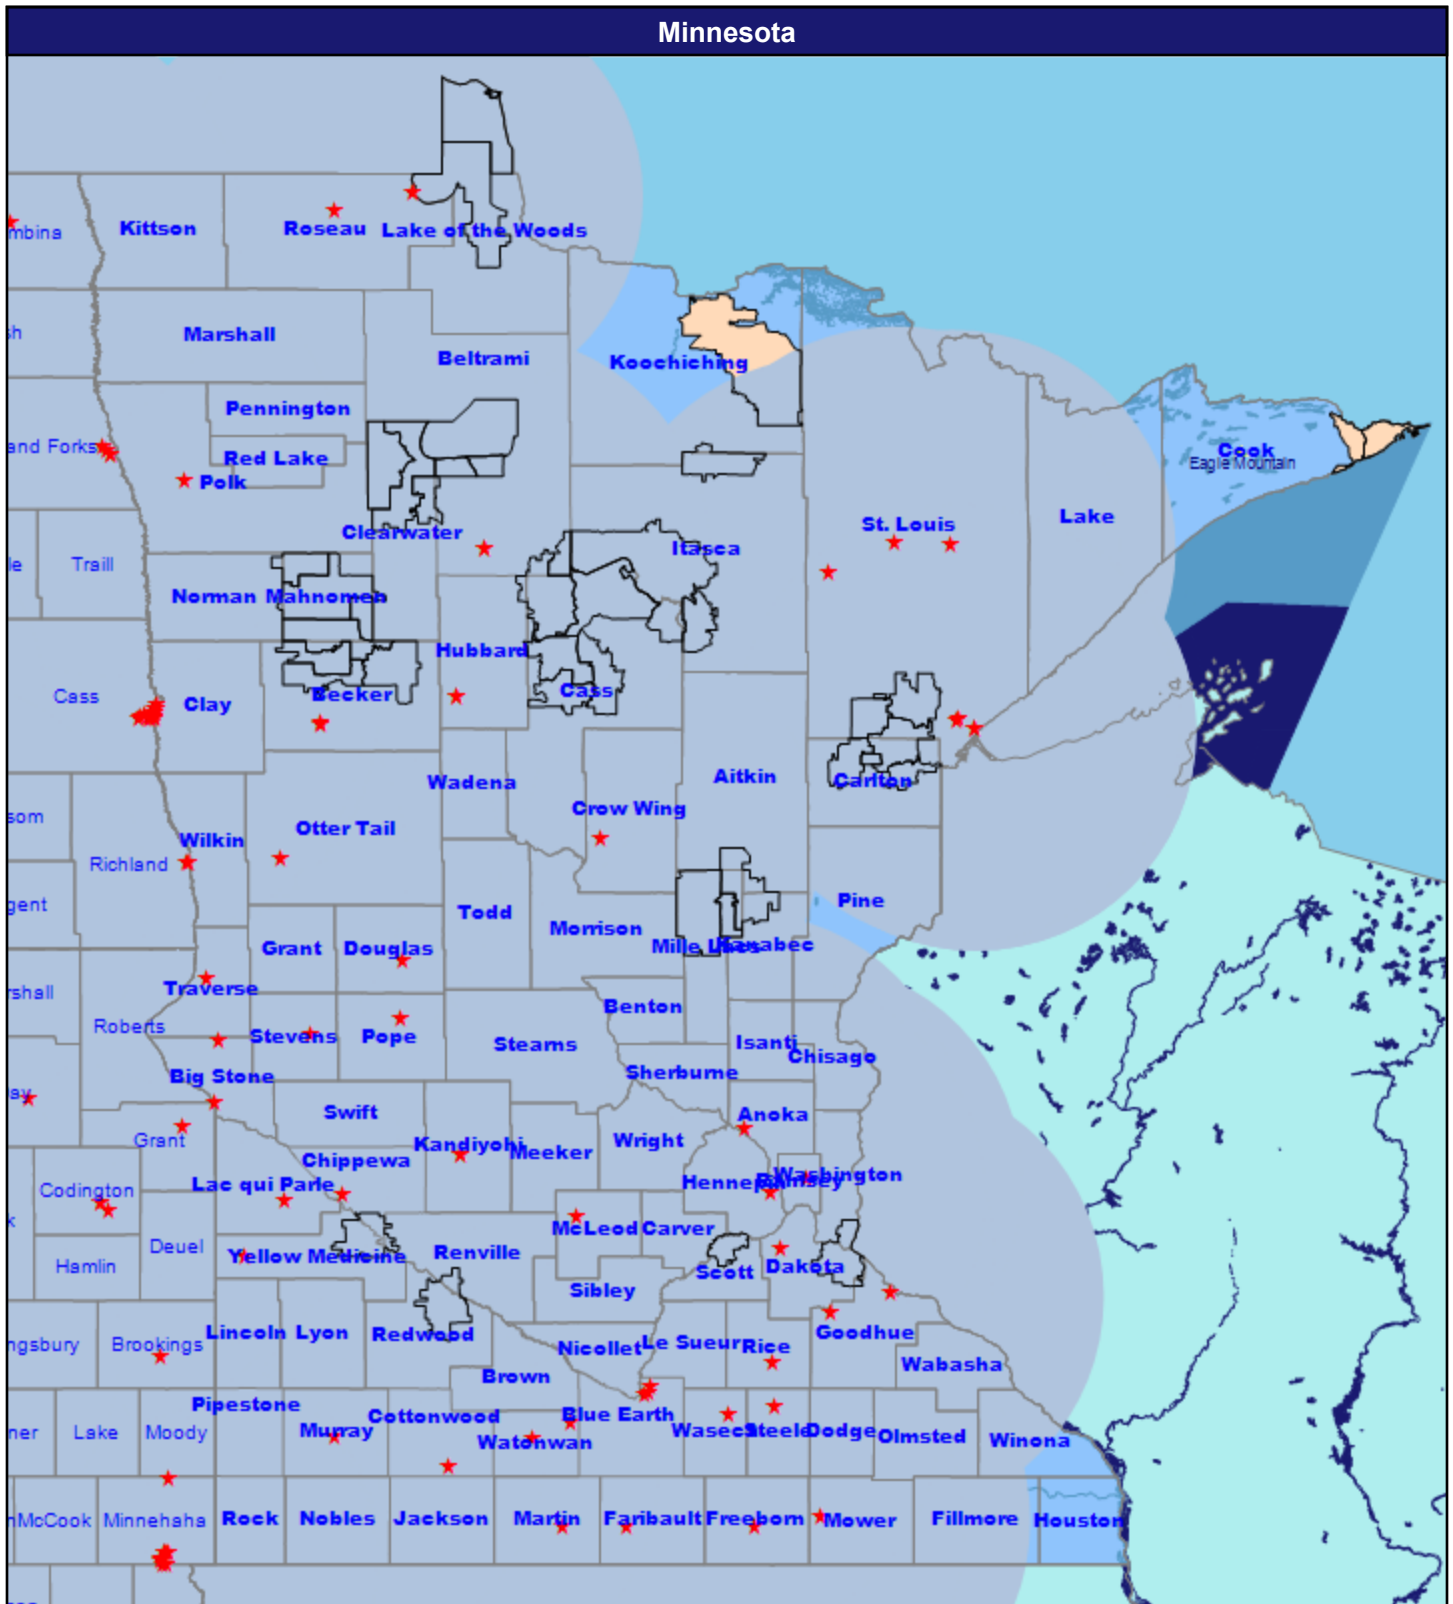 Minnesota
mbina
Kittson
Roseau
Lake of the Woods
sh
Marshall
Beltrami
Koochiching
Pennington
and Forks
Red Lake
Polk
Cook
Eagle Mountain
Clearwater
St. Louis
Lake
le
Traill
Itasca
Norman
Mahnomen
Hubbard
Cass
Clay
Becker
Cass
Wadena
Aitkin
Carlton
som
Crow Wing
Otter Tail
Wilkin
Richland
gent
Todd
Pine
Morrison
Grant
Douglas
Mille Lacs
Kanabec
rshall
Traverse
Benton
Roberts
Stevens
Pope
Stearns
Isanti
Chisago
Big Stone
Sherburne
ay
Swift
Anoka
Grant
Kandiyohi
Meeker
Wright
Chippewa
Codington
Lac qui Parle
Hennepin
Ramsey
Washington
k
McLeod
Carver
Deuel
Yellow Medicine
Renville
Hamlin
Scott
Dakota
Sibley
ngsbury
Brookings
Lincoln
Lyon
Redwood
Nicollet
Le Sueur
Rice
Goodhue
Wabasha
Brown
Pipestone
Cottonwood
Blue Earth
ner
Lake
Moody
Murray
Watonwan
Waseca
Steele
Dodge
Olmsted
Winona
McCook
Minnehaha
Rock
Nobles
Jackson
Martin
Faribault
Freeborn
Mower
Fillmore
Houston